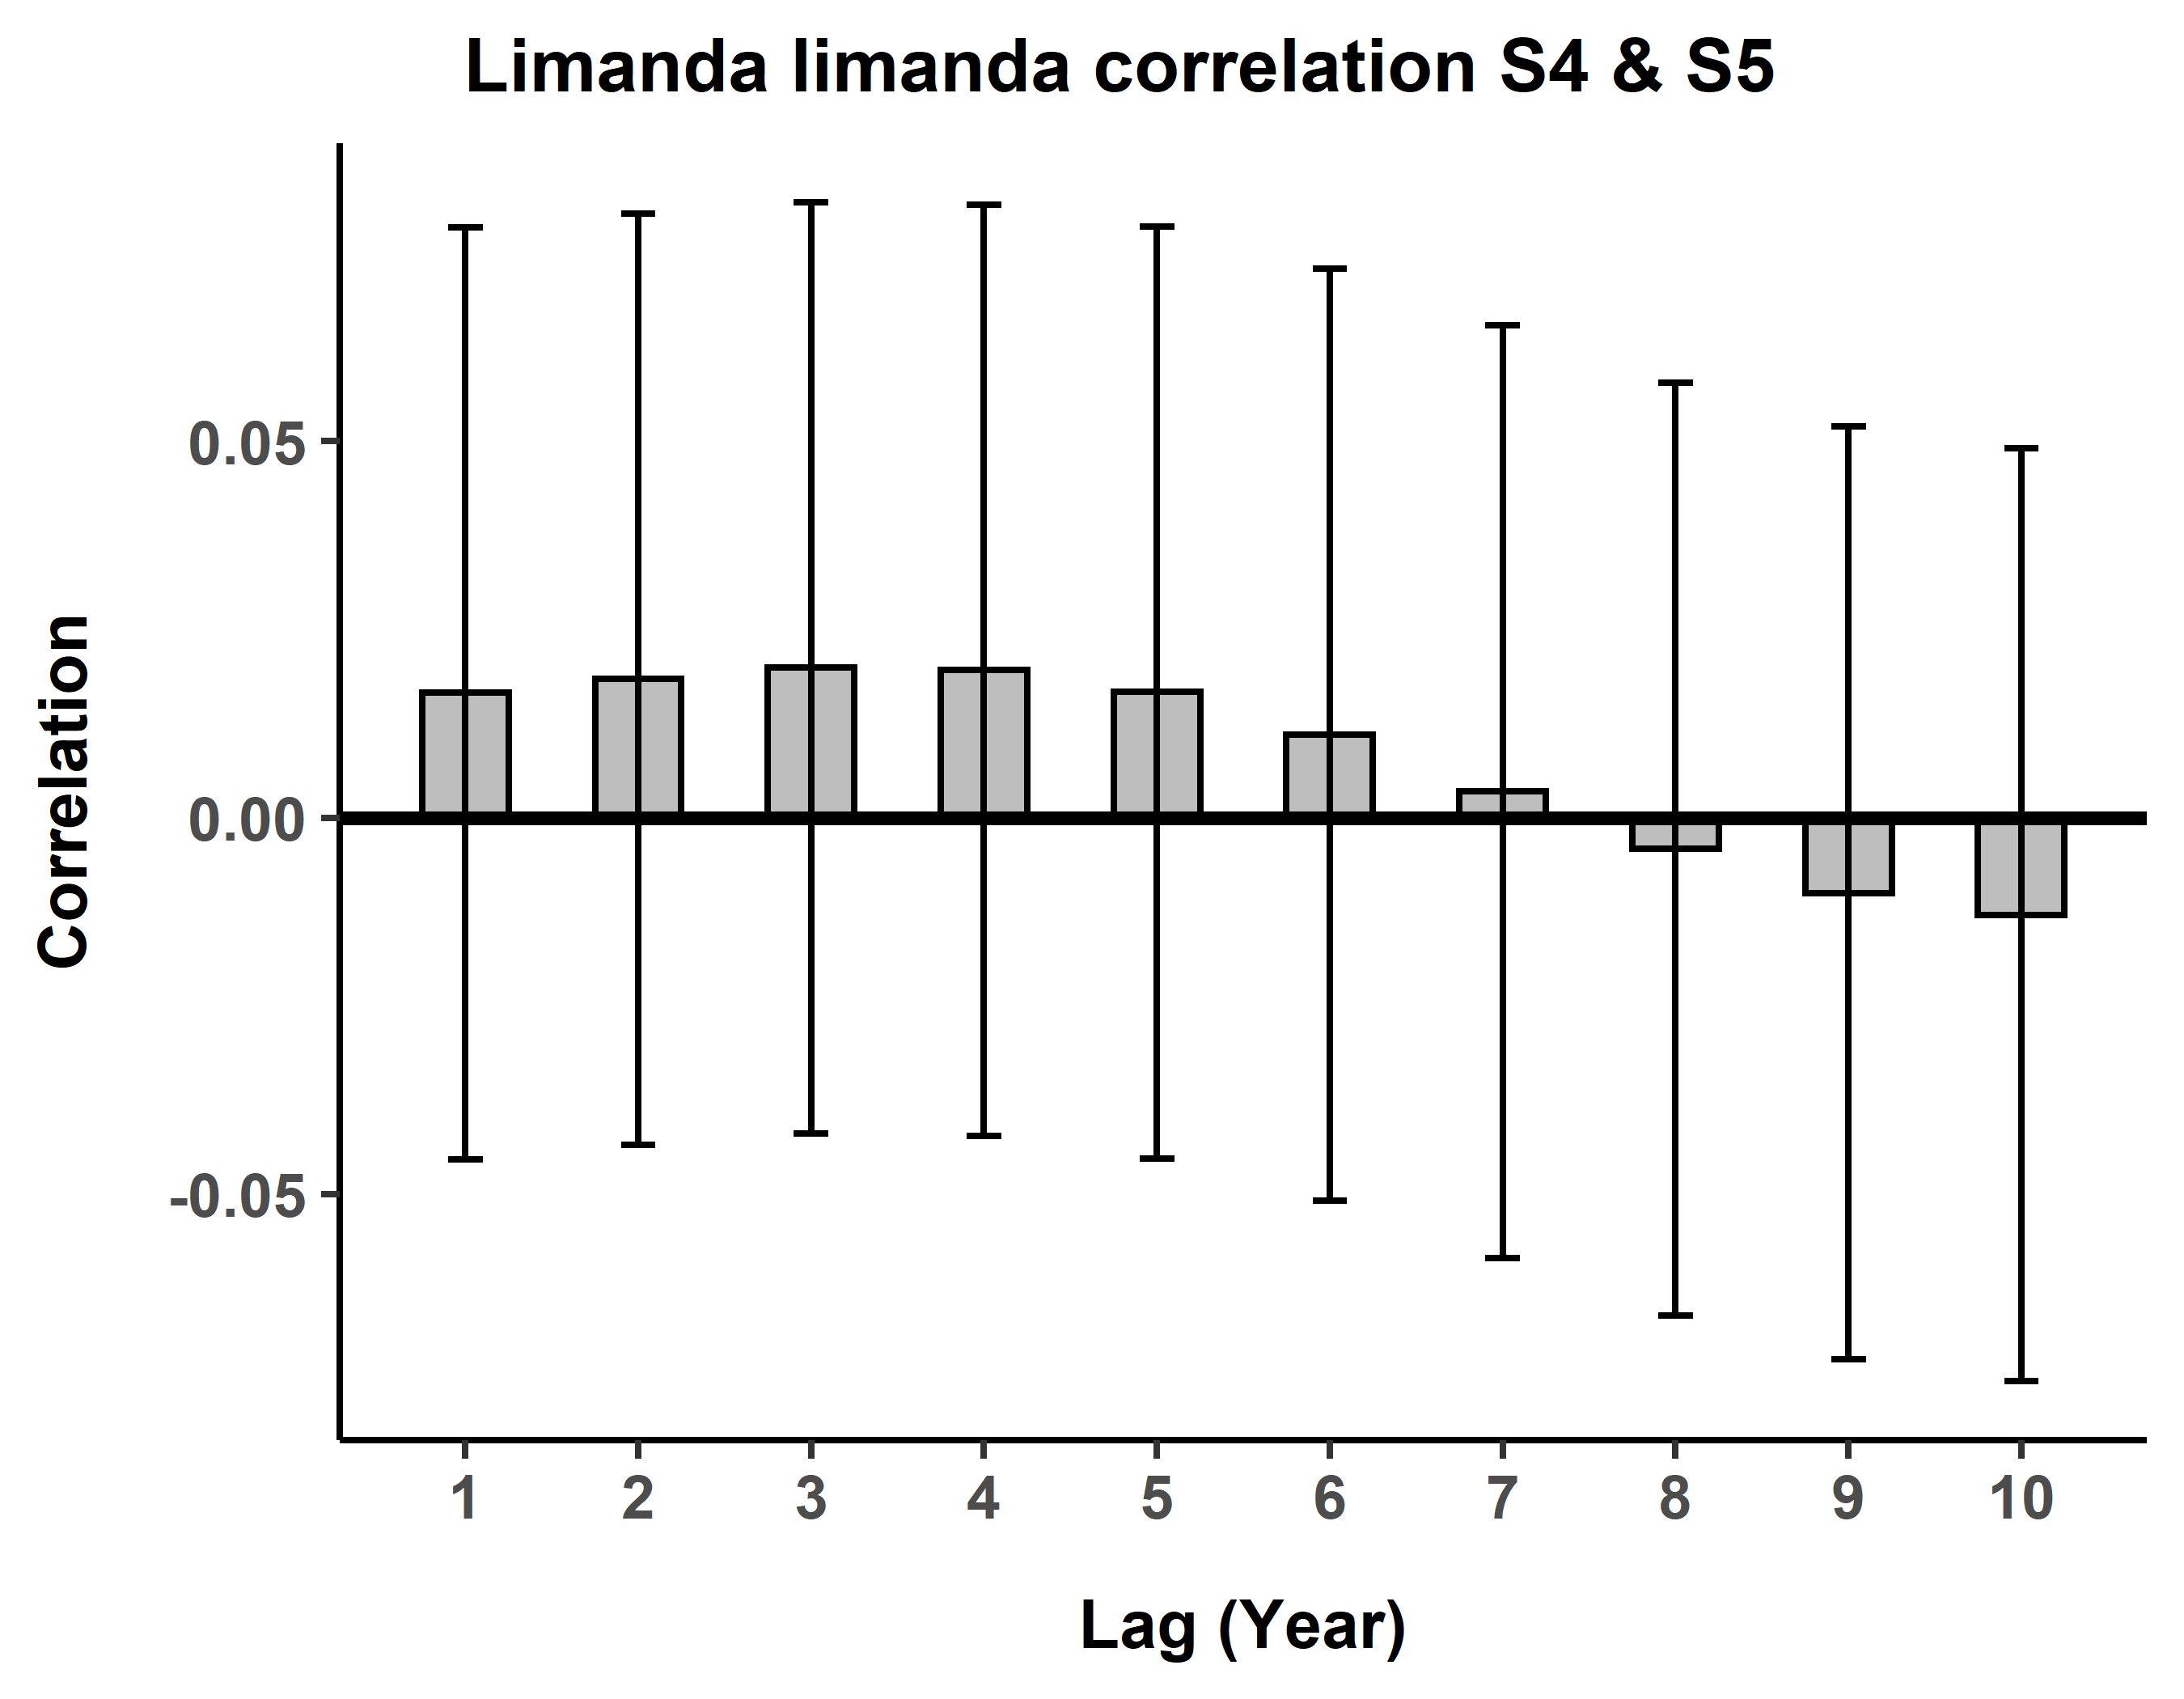 Limanda limanda correlation S4 & S5
Correlation
0.05
0.00
-0.05
1 2 3 4 5 6 7 8 9 10
Lag (Year)